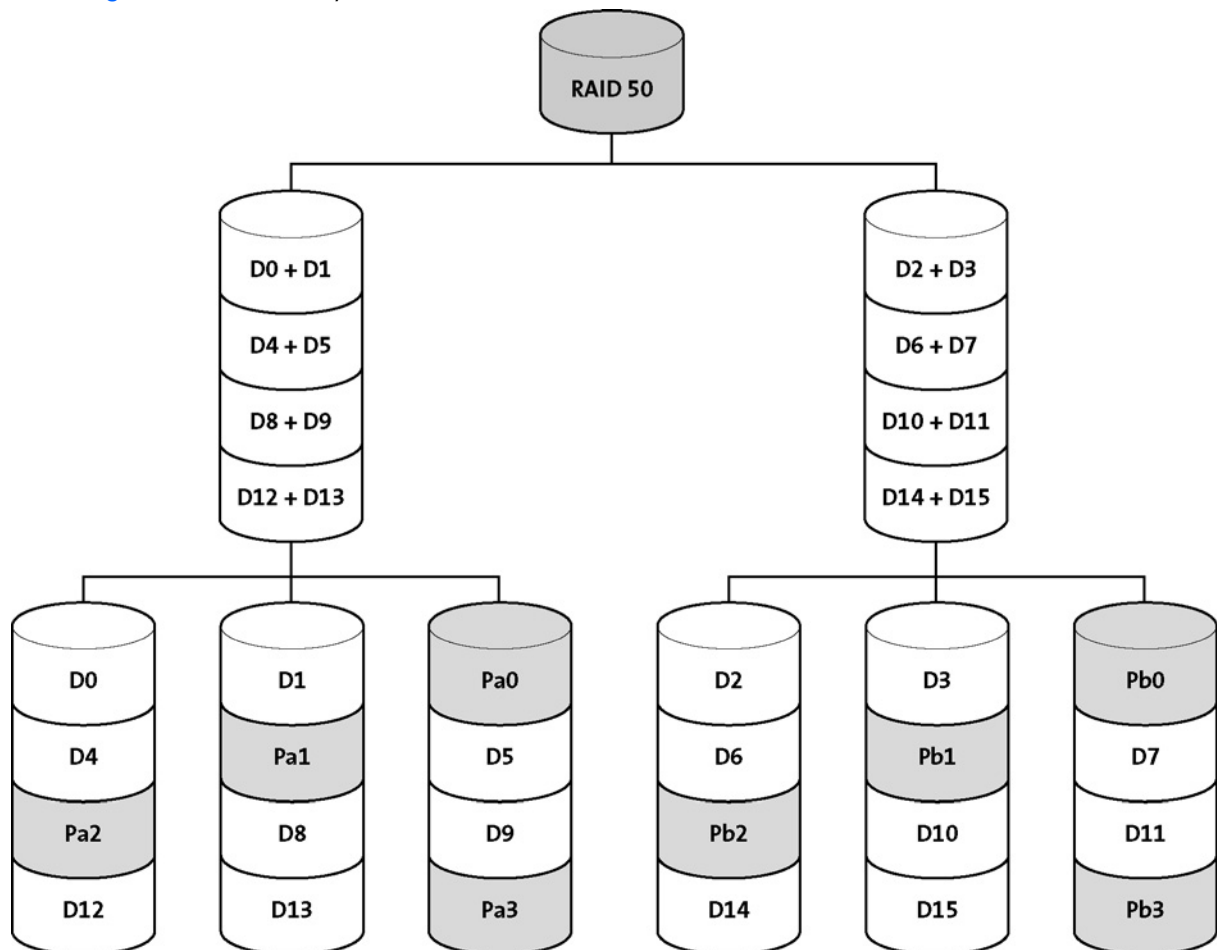 RAID 50
D0 + D1
D4 + D5
D8 + D9
D12 + D13
D2 + D3
D6 + D7
D10 + D11
D14 + D15
D0
D4
Pa2
D12
D1
Pa1
D8
D13
Pa0
D5
D9
Pa3
D2
D6
Pb2
D14
D3
Pb1
D10
D15
Pb0
D7
D11
Pb3